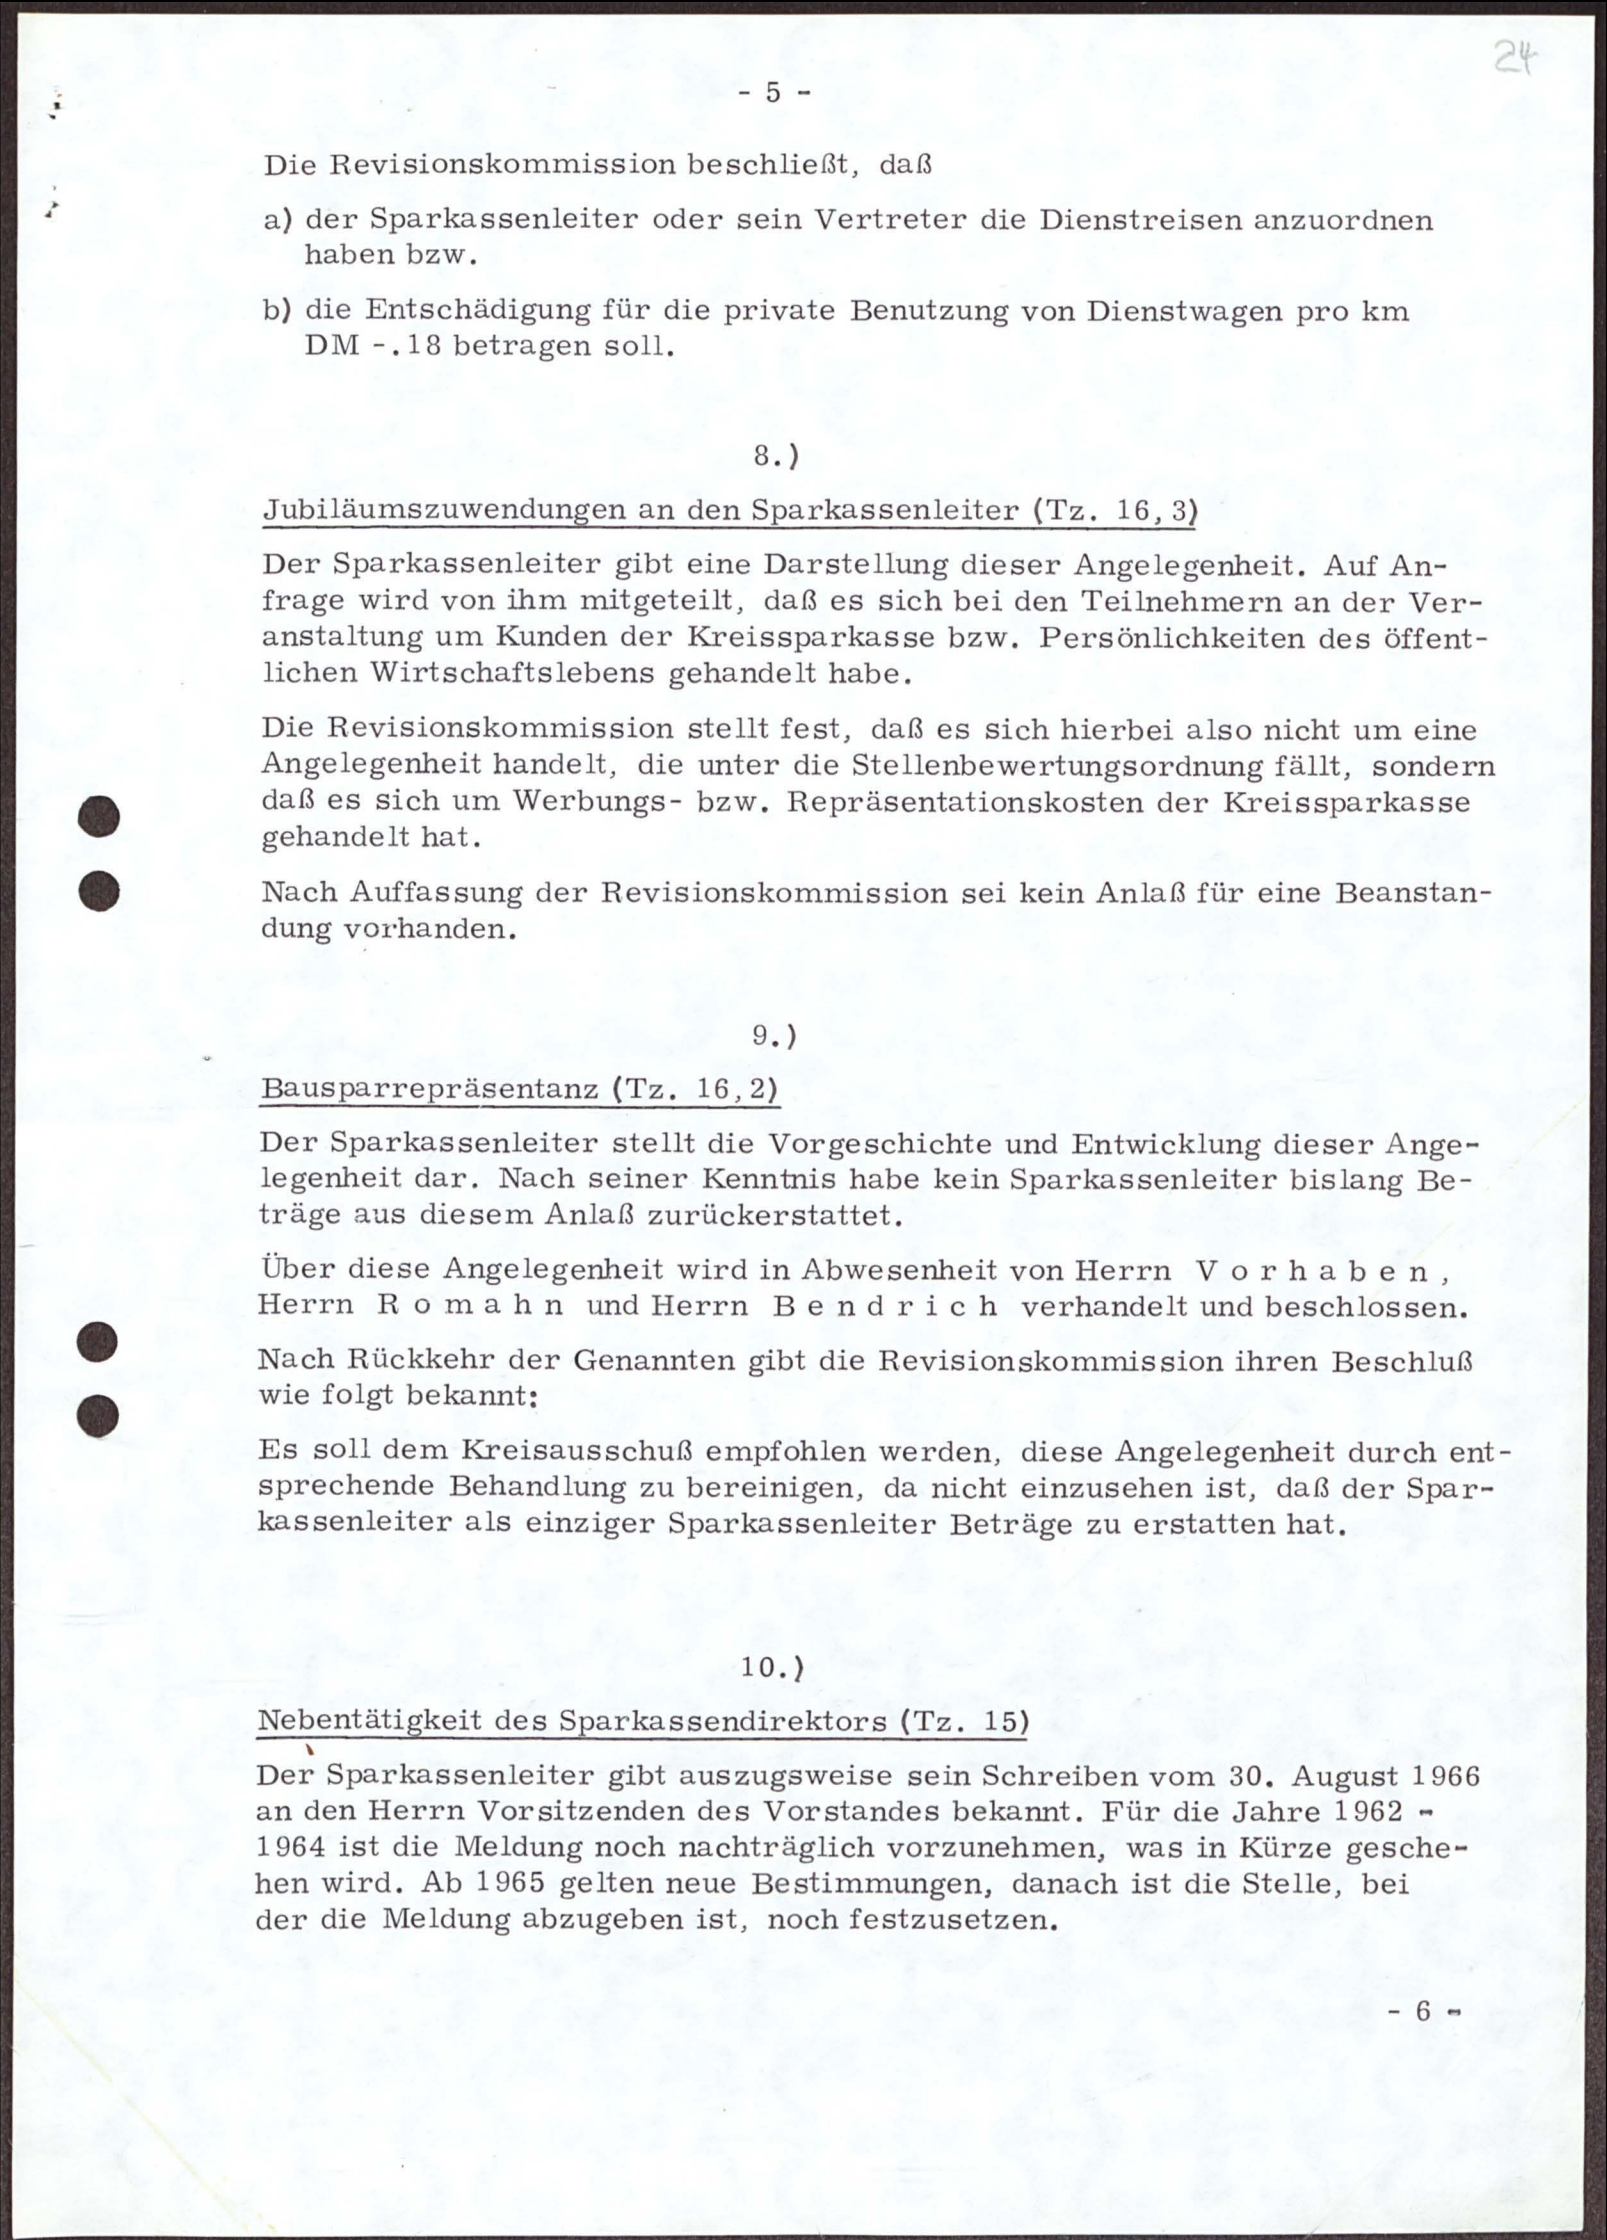 24
- 5 -
Die Revisionskommission beschließt, daß
a) der Sparkassenleiter oder sein Vertreter die Dienstreisen anzuordnen
haben bzw.
b) die Entschädigung für die private Benutzung von Dienstwagen pro km
DM -.18 betragen soll.
8.)
Jubiläumszuwendungen an den Sparkassenleiter (Tz. 16,3)
Der Sparkassenleiter gibt eine Darstellung dieser Angelegenheit. Auf An-
frage wird von ihm mitgeteilt, daß es sich bei den Teilnehmern an der Ver-
anstaltung um Kunden der Kreissparkasse bzw. Persönlichkeiten des öffent-
lichen Wirtschaftslebens gehandelt habe.
Die Revisionskommission stellt fest, daß es sich hierbei also nicht um eine
Angelegenheit handelt, die unter die Stellenbewertungsordnung fällt, sondern
daß es sich um Werbungs- bzw. Repräsentationskosten der Kreissparkasse
gehandelt hat.
Nach Auffassung der Revisionskommission sei kein Anlaß für eine Beanstan-
dung vorhanden.
9.)
Bausparrepräsentanz (Tz. 16,2)
Der Sparkassenleiter stellt die Vorgeschichte und Entwicklung dieser Ange-
legenheit dar. Nach seiner Kenntnis habe kein Sparkassenleiter bislang Be-
träge aus diesem Anlaß zurückerstattet.
Über diese Angelegenheit wird in Abwesenheit von Herrn V o r h a b e n ,
Herrn R o m a h n und Herrn B e n d r i c h verhandelt und beschlossen.
Nach Rückkehr der Genannten gibt die Revisionskommission ihren Beschluß
wie folgt bekannt:
Es soll dem Kreisausschuß empfohlen werden, diese Angelegenheit durch ent-
sprechende Behandlung zu bereinigen, da nicht einzusehen ist, daß der Spar-
kassenleiter als einziger Sparkassenleiter Beträge zu erstatten hat.
10.)
Nebentätigkeit des Sparkassendirektors (Tz. 15)
Der Sparkassenleiter gibt auszugsweise sein Schreiben vom 30. August 1966
an den Herrn Vorsitzenden des Vorstandes bekannt. Für die Jahre 1962 -
1964 ist die Meldung noch nachträglich vorzunehmen, was in Kürze gesche-
hen wird. Ab 1965 gelten neue Bestimmungen, danach ist die Stelle, bei
der die Meldung abzugeben ist, noch festzusetzen.
- 6 -